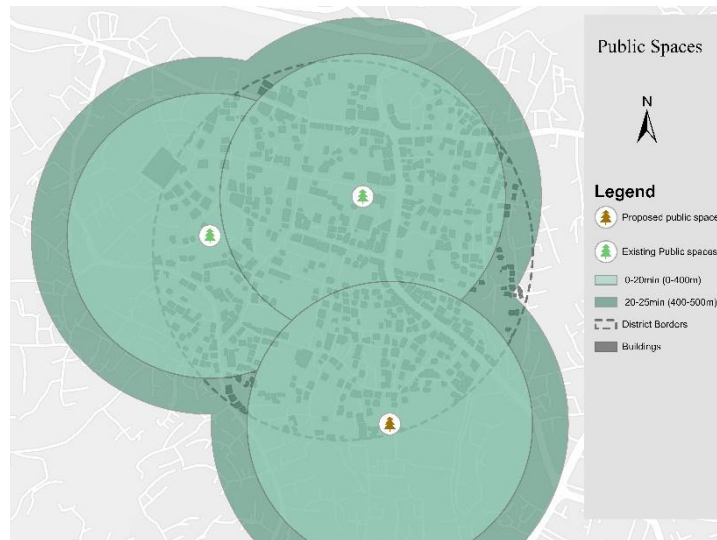 Public Spaces
N
Legend
Proposed public space
Existing Public spaces
0-20min (0-400m)
20-25min (400-500m)
District Bordors
Buildings